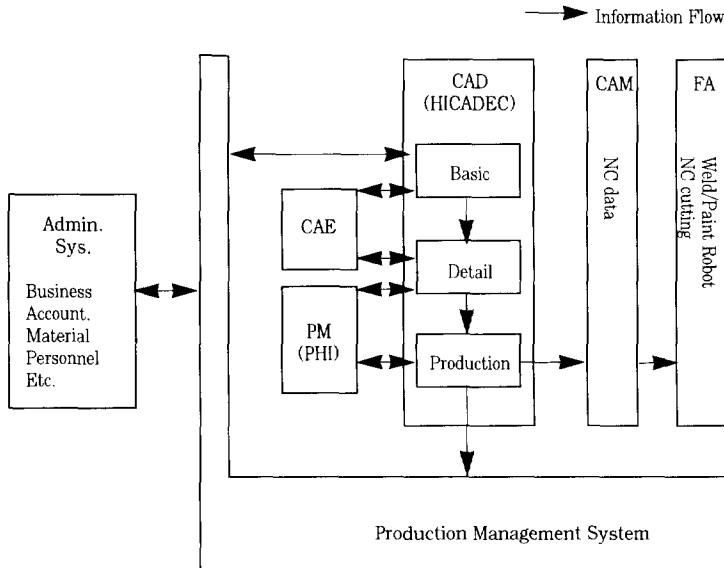 Information Flow
CAD
(HICADEC)
CAM
FA
Basic
NC data
Weld/Paint Robot
NC cutting
Admin.
Sys.
Business
Account.
Material
Personnel
Etc.
CAE
Detail
PM
(PHI)
Production
Production Management System